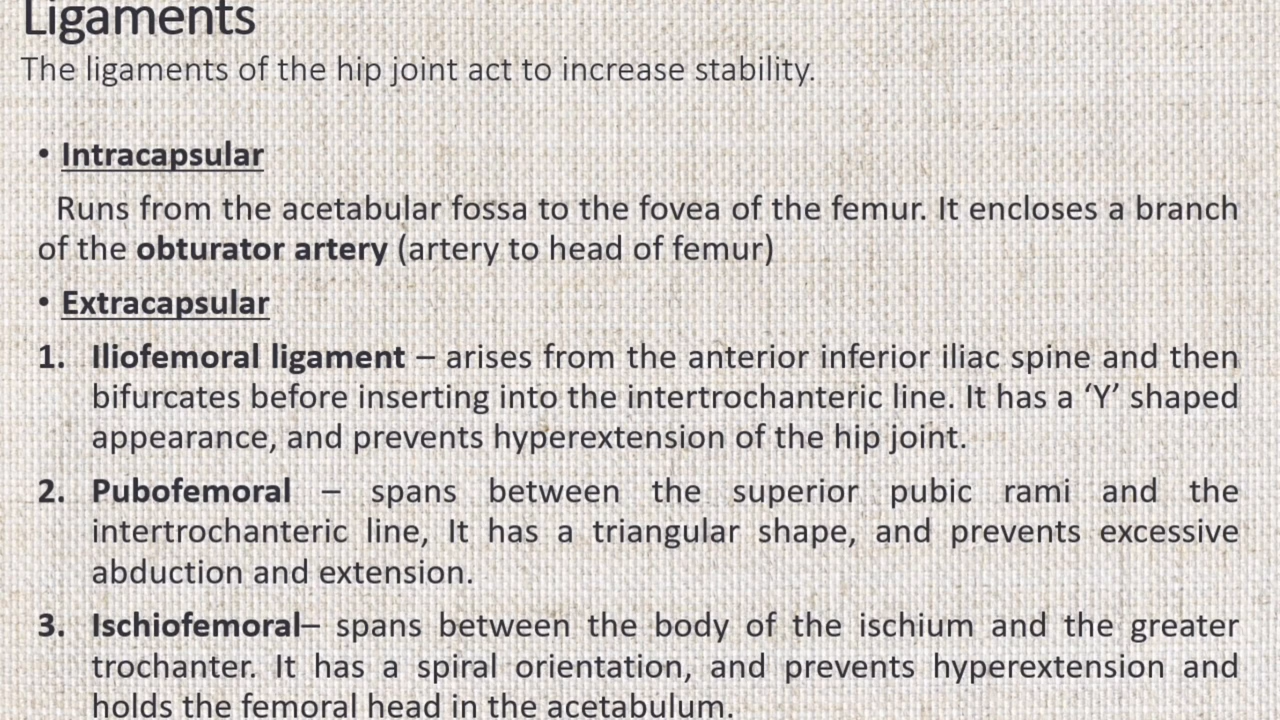 Ligaments
The ligaments of the hip joint act to increase stability.
• Intracapsular
Runs from the acetabular fossa to the fovea of the femur. It encloses a branch
of the obturator artery (artery to head of femur)
• Extracapsular
1. Iliofemoral ligament – arises from the anterior inferior iliac spine and then
bifurcates before inserting into the intertrochanteric line. It has a ‘Y’ shaped
appearance, and prevents hyperextension of the hip joint.
2. Pubofemoral – spans between the superior pubic rami and the
intertrochanteric line, It has a triangular shape, and prevents excessive
abduction and extension.
3. Ischiofemoral– spans between the body of the ischium and the greater
trochanter. It has a spiral orientation, and prevents hyperextension and
holds the femoral head in the acetabulum.